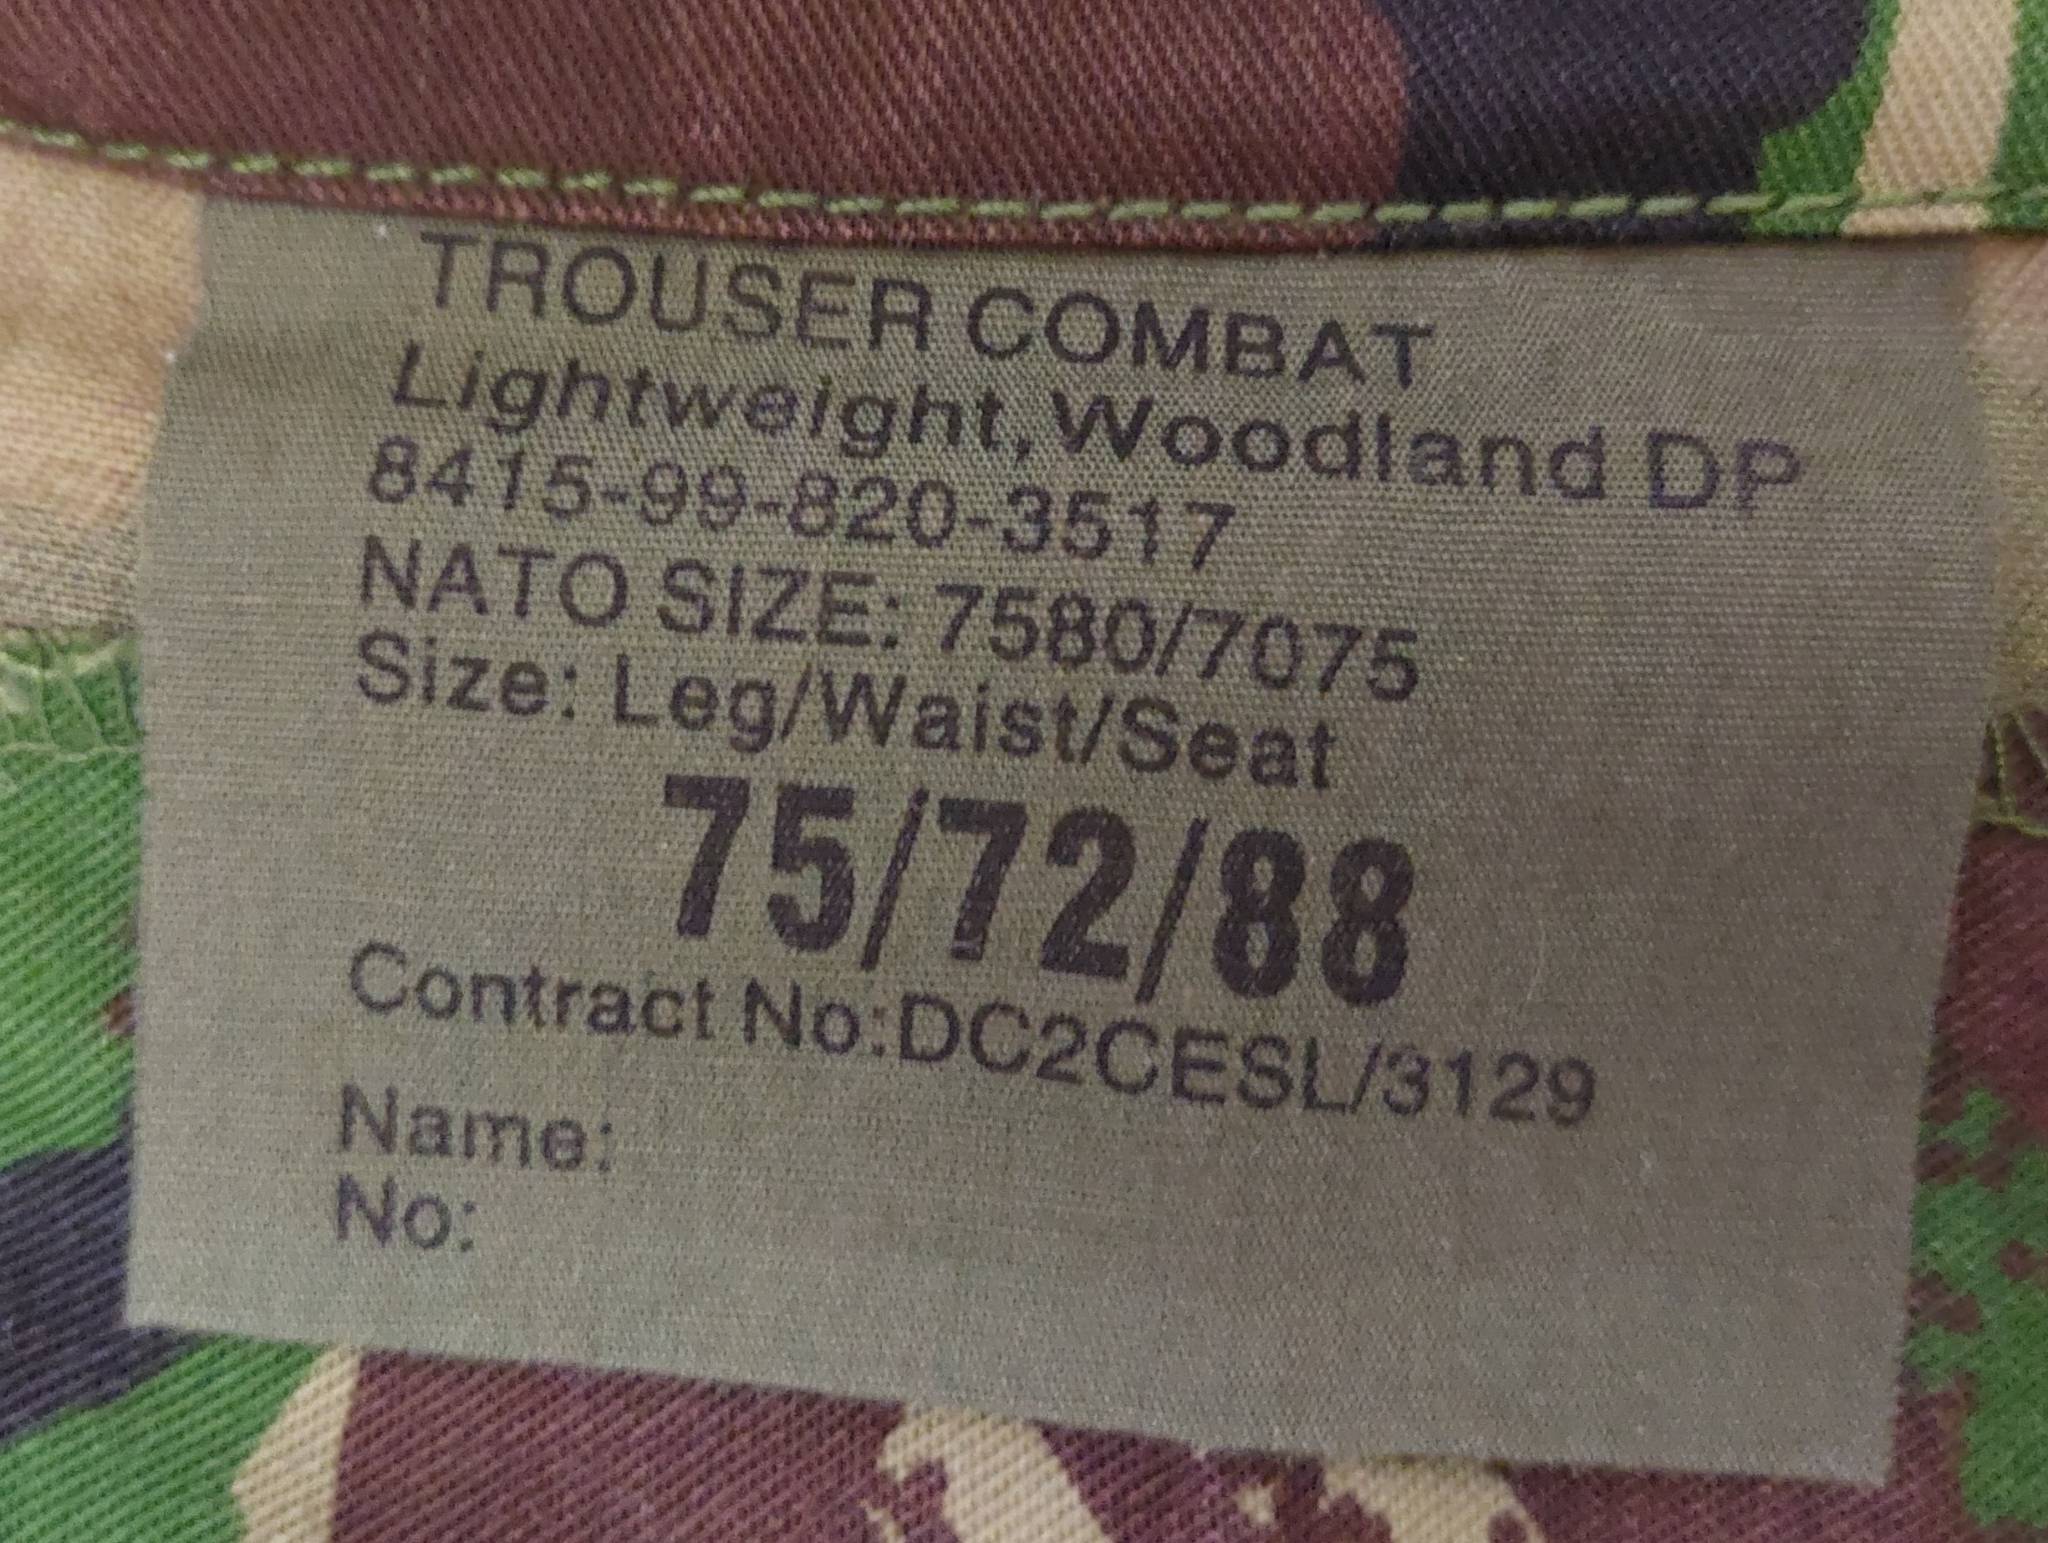 TROUSER COMBAT
Lightweight, Woodland DP
8415-99-820-3517
NATO SIZE: 7580/7075
Size: Leg/Waist/Seat
75/72/88
Contract No:DC2CESL/3129
Name:
No: